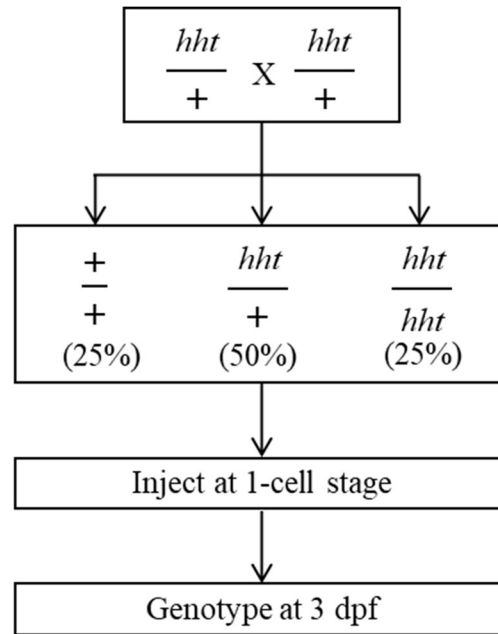 hht hht
X
+ +
+ hht hht
+ + hht
(25%) (50%) (25%)
Inject at 1-cell stage
Genotype at 3 dpf